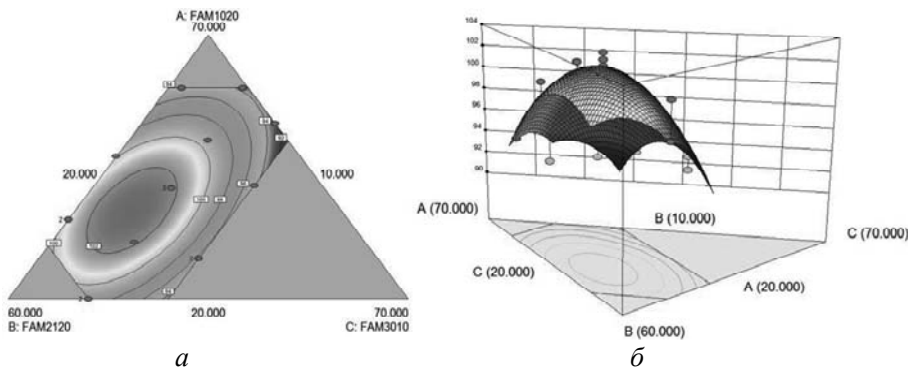 A: FAM1020
70.000
20.000
10.000
60.000
20.000
70.000
B: FAM2120
C: FAM3010
а
104
102
100
98
96
94
92
90
A (70.000)
B (10.000)
C (70.000)
C (20.000)
A (20.000)
B (60.000)
б